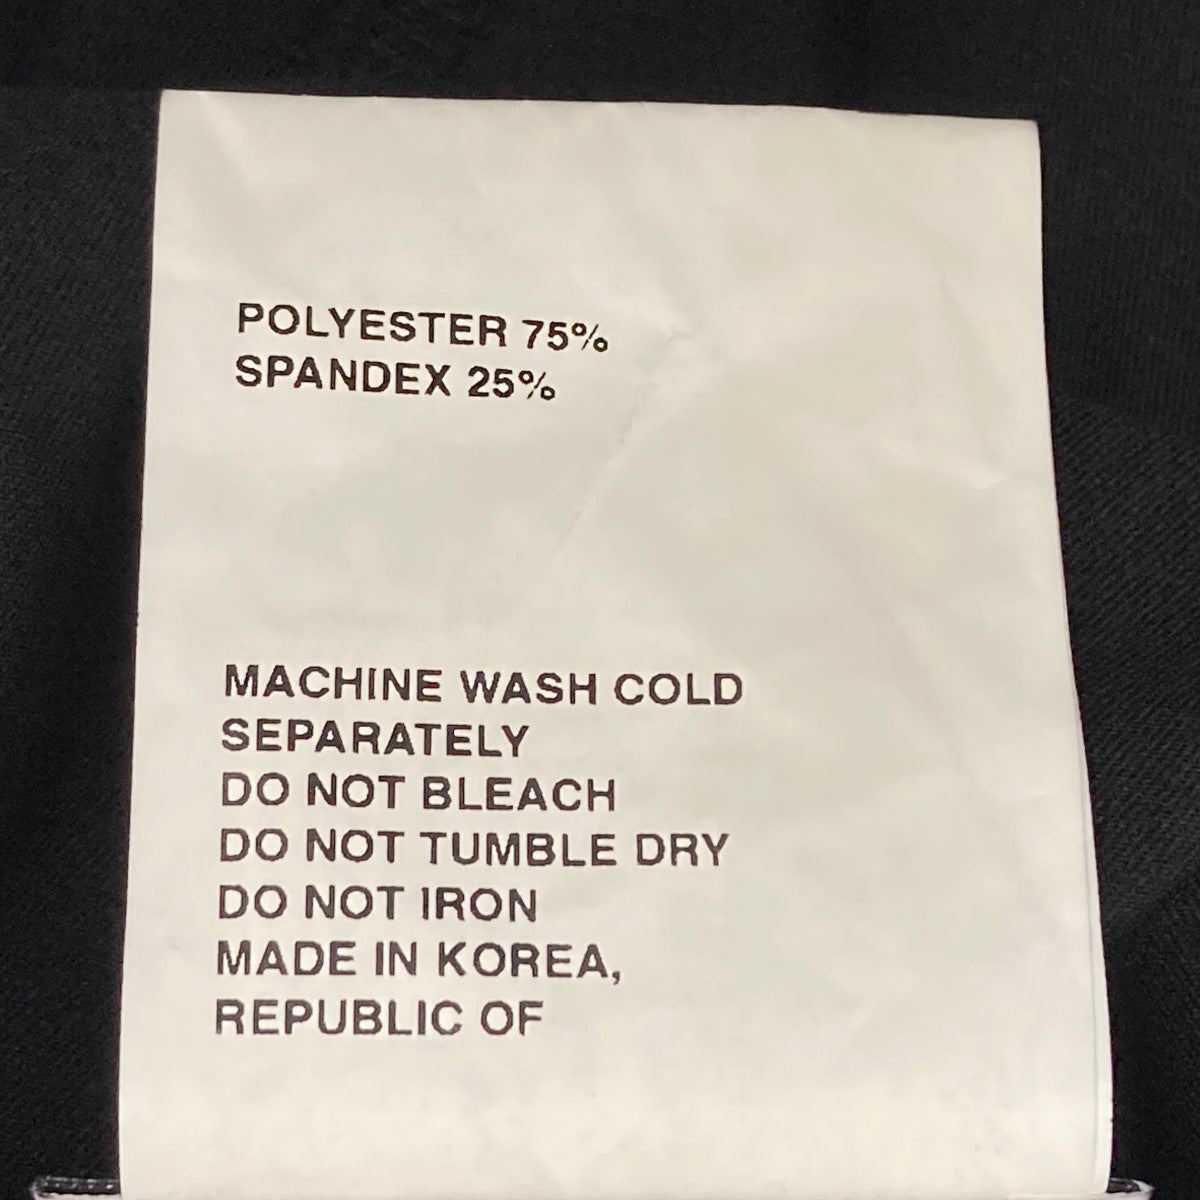 POLYESTER 75%
SPANDEX 25%
MACHINE WASH COLD
SEPARATELY
DO NOT BLEACH
DO NOT TUMBLE DRY
DO NOT IRON
MADE IN KOREA,
REPUBLIC OF